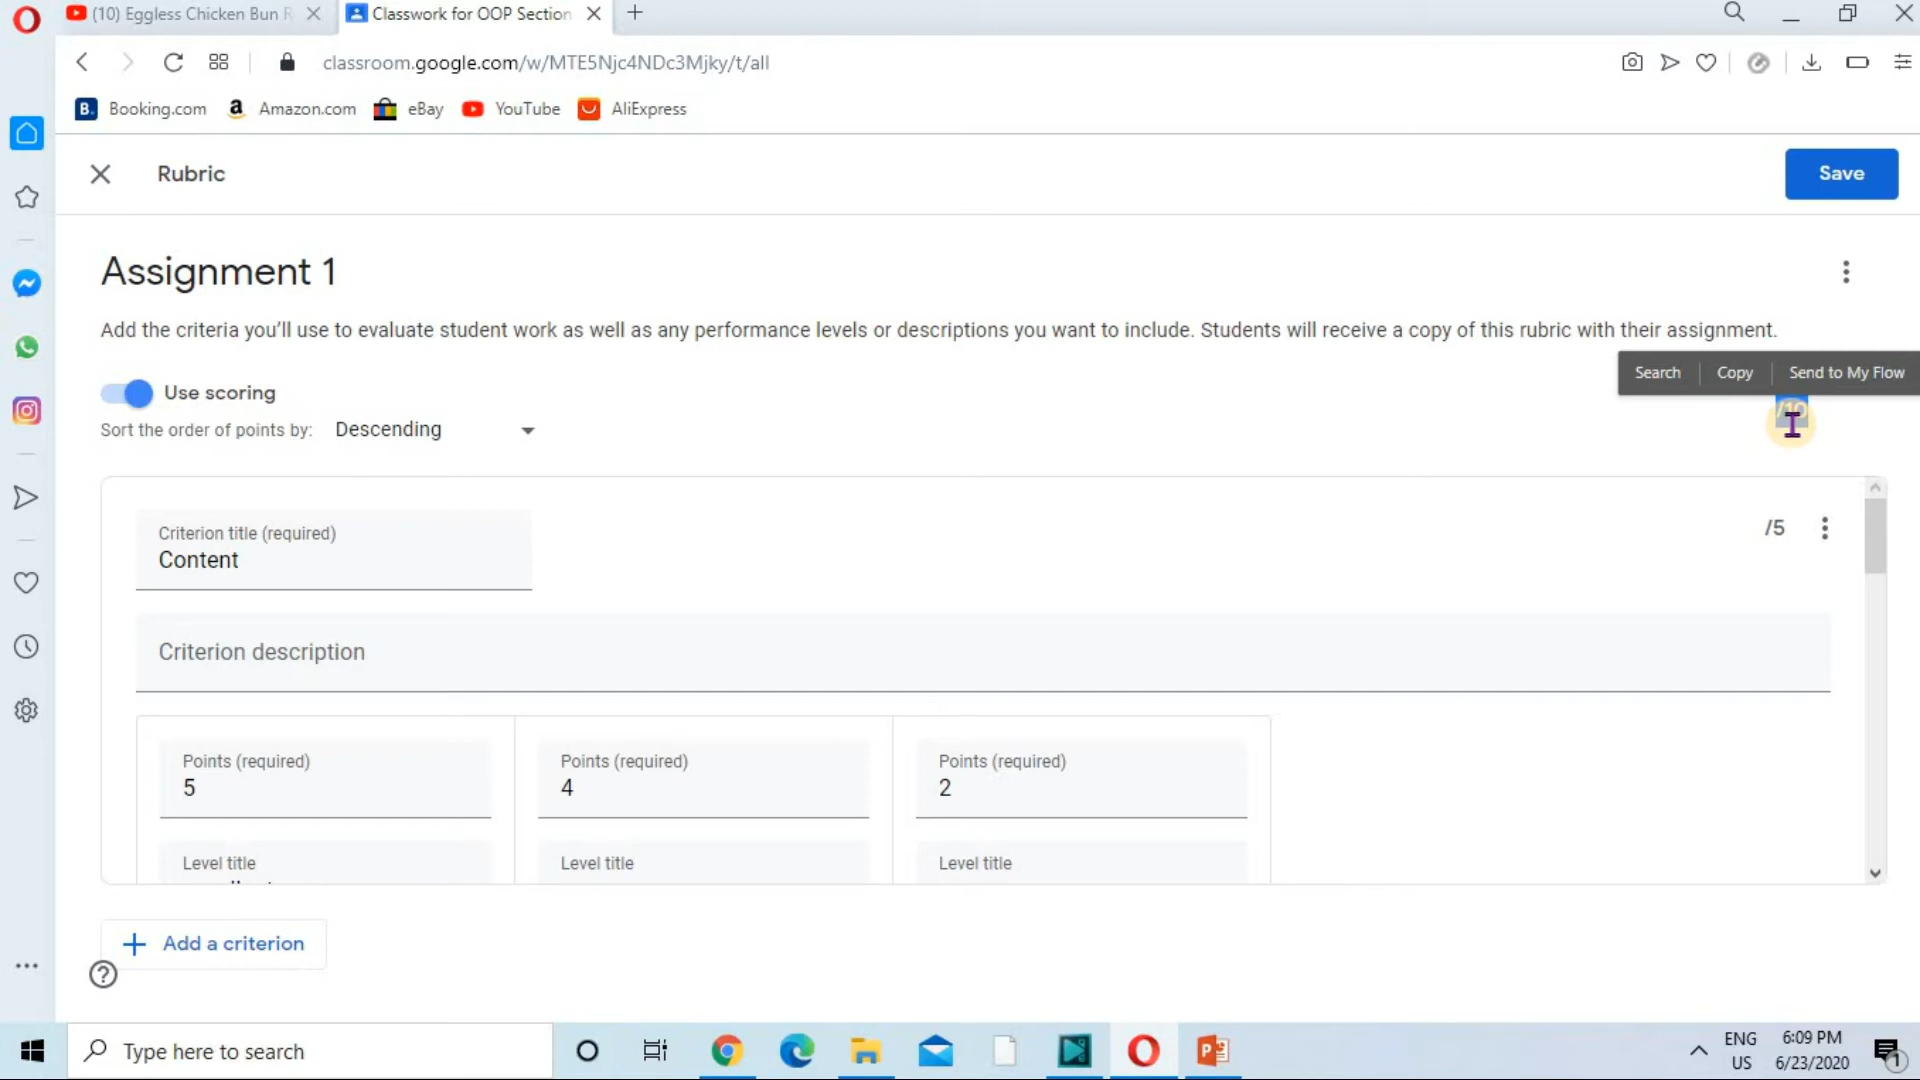 (10) Eggless Chicken Bun R
Classwork for OOP Section
classroom.google.com/w/MTE5Njc4NDc3Mjky/t/all
B. Booking.com
a Amazon.com
eBay
YouTube
AliExpress
Rubric
Save
Assignment 1
Add the criteria you'll use to evaluate student work as well as any performance levels or descriptions you want to include. Students will receive a copy of this rubric with their assignment.
Search
Copy
Send to My Flow
Use scoring
/10
Sort the order of points by: Descending
Criterion title (required)
Content
/5
Criterion description
Points (required)
5
Points (required)
4
Points (required)
2
Level title
Level title
Level title
Add a criterion
Type here to search
ENG
US
6:09 PM
6/23/2020
1